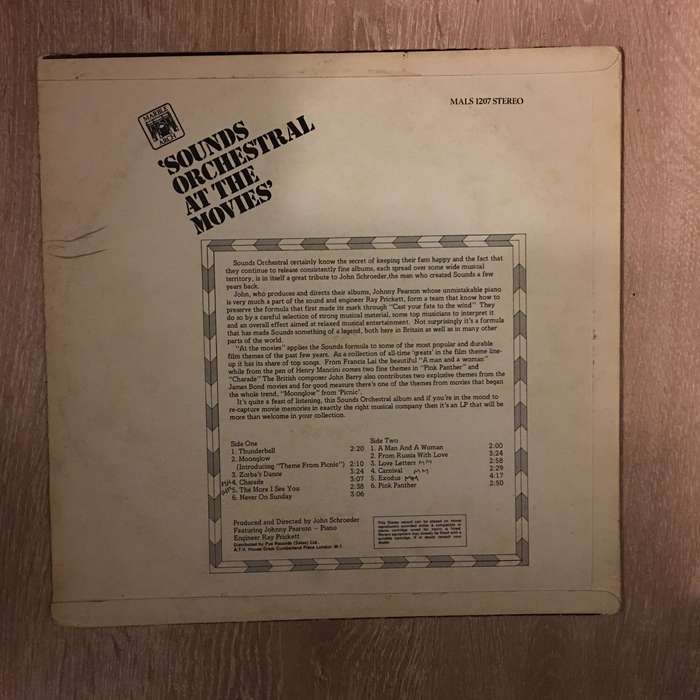 MARBLE
ARCH
MALS 1207 STEREO
'SOUNDS
ORCHESTRAL
AT THE
MOVIES'
Sounds Orchestral certainly know the secret of keeping their fans happy and the fact that
they continue to release consistently fine albums, each spread over some wide musical
territory, is in itself a great tribute to John Schroeder, the man who created Sounds a few
years back.
John, who produces and directs their albums, Johnny Pearson whose unmistakable piano
is very much a part of the sound and engineer Ray Prickett, form a team that know how to
preserve the formula that first made its mark through "Cast your fate to the wind" They
do so by a careful selection of strong musical material, some top musicians to interpret it
and an overall effect aimed at relaxed musical entertainment. Not surprisingly it's a formula
that has made Sounds something of a legend, both here in Britain as well as in many other
parts of the world.
"At the movies" applies the Sounds formula to some of the most popular and durable
film themes of the past few years. As a collection of all-time 'greats' in the film theme line-
up it has its share of top songs. From Francis Lai the beautiful "A man and a woman"
while from the pen of Henry Mancini comes two fine themes in "Pink Panther" and
"Charade" The British composer John Barry also contributes two explosive themes from the
James Bond movies and for good measure there's one of the themes from movies that began
the whole trend, "Moonglow" from 'Picnic'.
It's quite a feast of listening, this Sounds Orchestral album and if you're in the mood to
re-capture movie memories in exactly the right musical company then it's an LP that will be
more than welcome in your collection.
Side One
1. Thunderball 2:20
2. Moonglow
(Introducing "Theme From Picnic") 2:10
3. Zorba's Dance 3:24
4. Charade 3:07
5. The More I See You 2:38
6. Never On Sunday 3:06
Side Two
1. A Man And A Woman 2:00
2. From Russia With Love 3:24
3. Love Letters 2:58
4. Carnival 2:29
5. Exodus 4:17
6. Pink Panther 2:50
Produced and Directed by John Schroeder
Featuring Johnny Pearson - Piano
Engineer Ray Prickett
Distributed by Pye Records (Sales) Ltd.,
A.T.V. House Great Cumberland Place London W.1